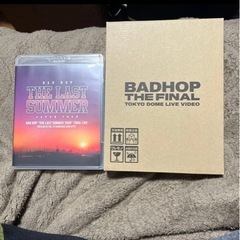 BAD HOP
THE LAST
SUMMER
BAD HOP "THE LAST SUMMER TOUR" FINAL LIVE
BADHOP
THE FINAL
TOKYO DOME LIVE VIDEO